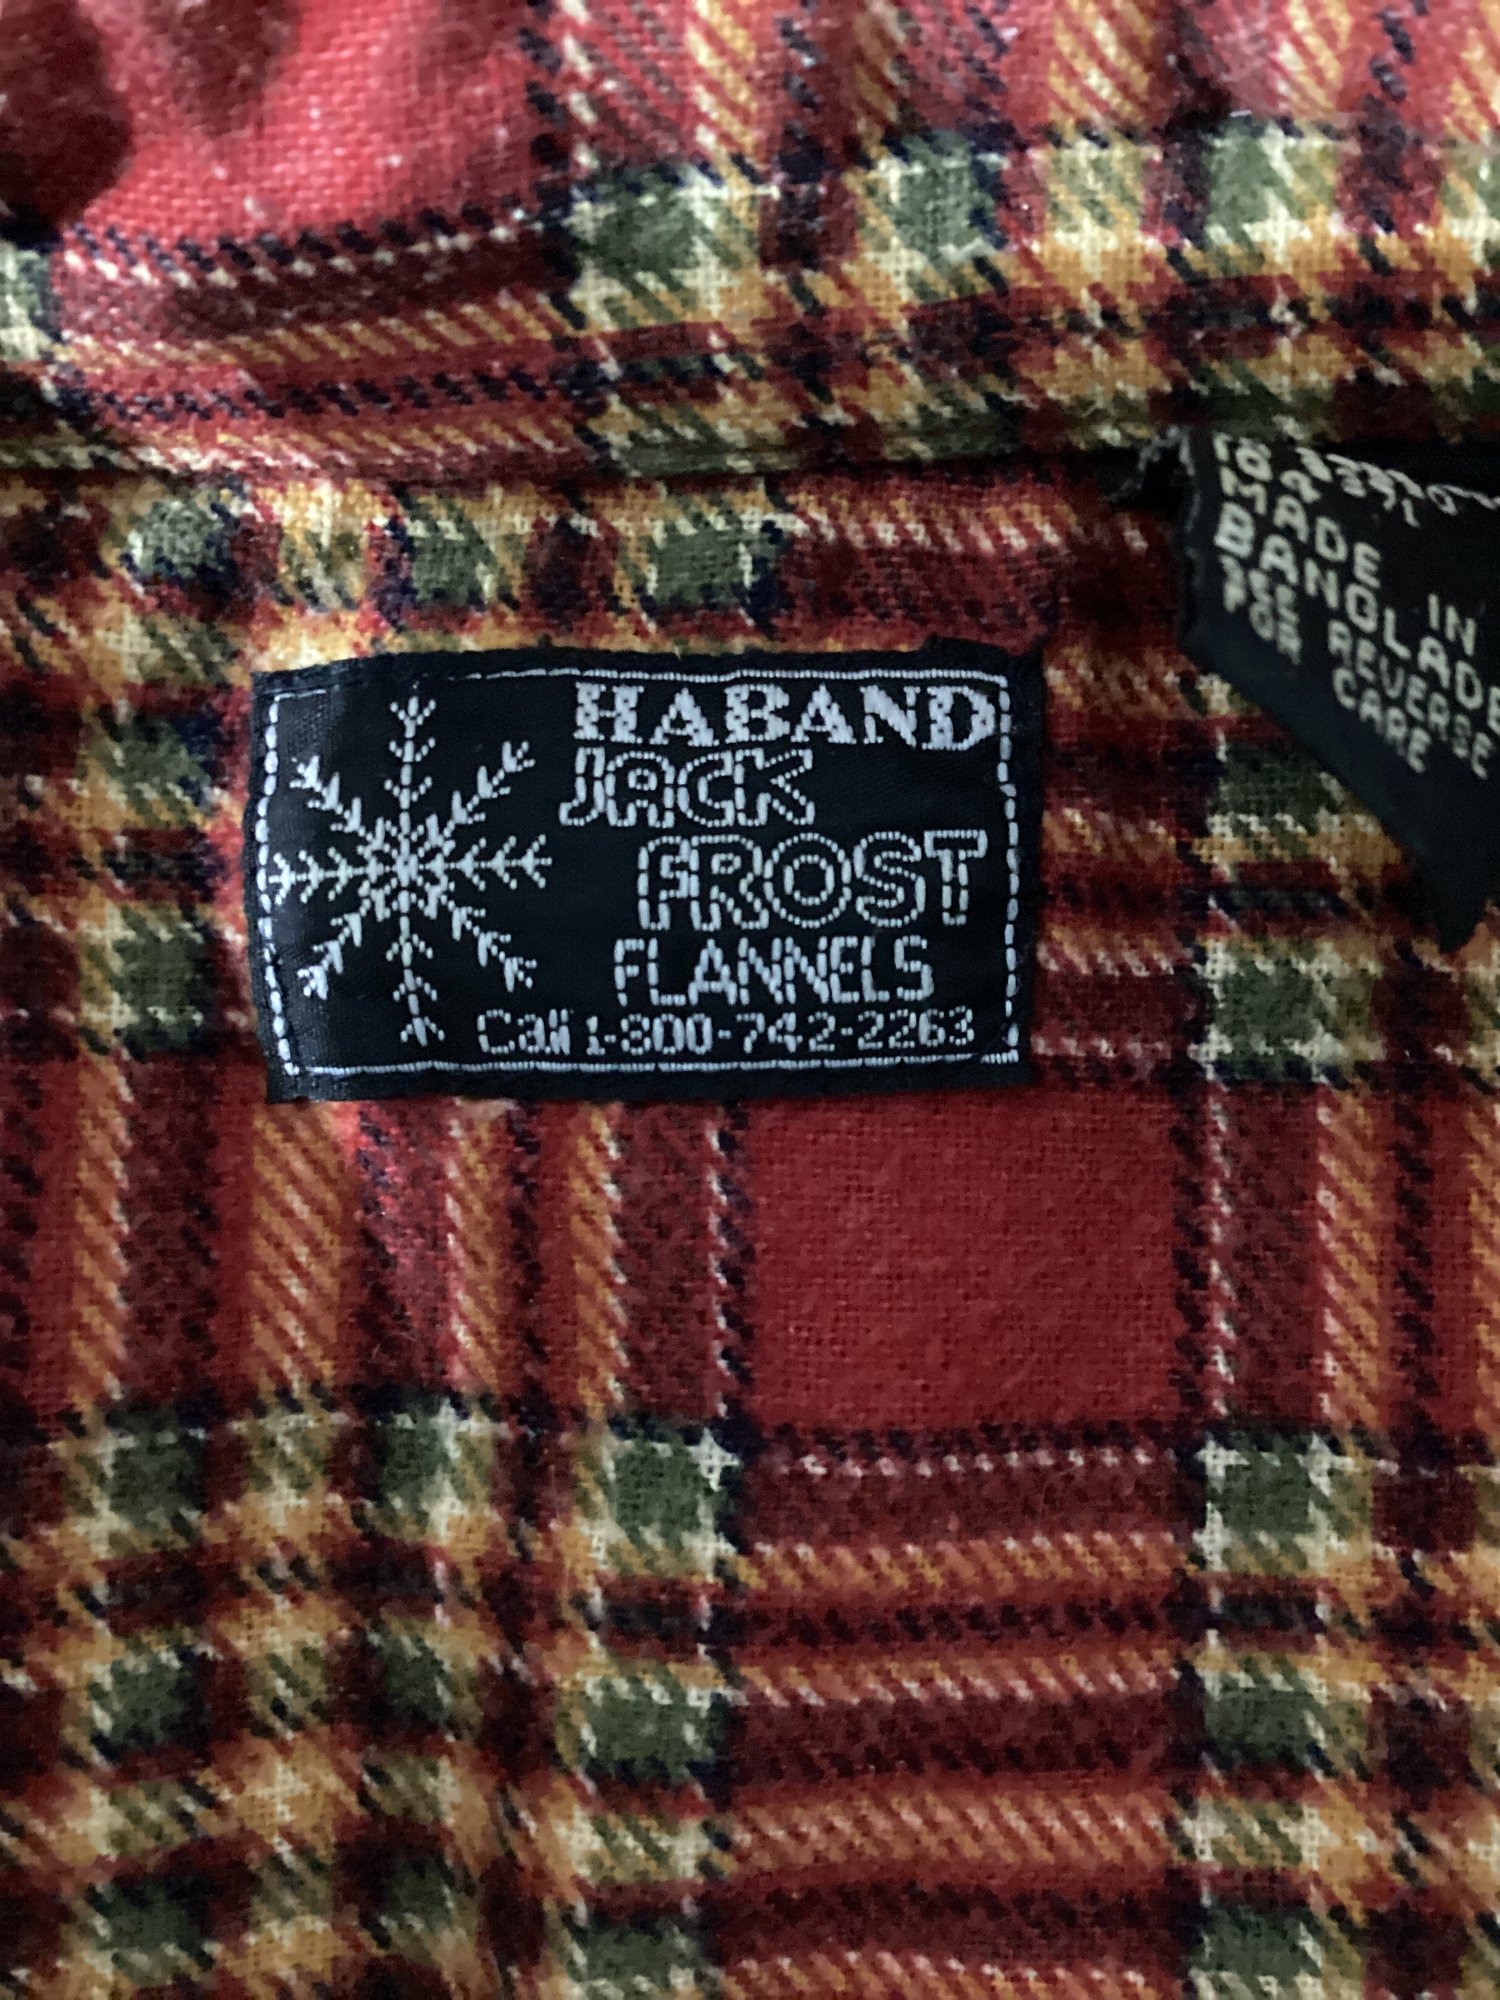 HABAND
JACK
FROST
FLANNELS
Call 1-800-742-2263
MADE IN
BANGLADE
SEE REVERSE
FOR CARE